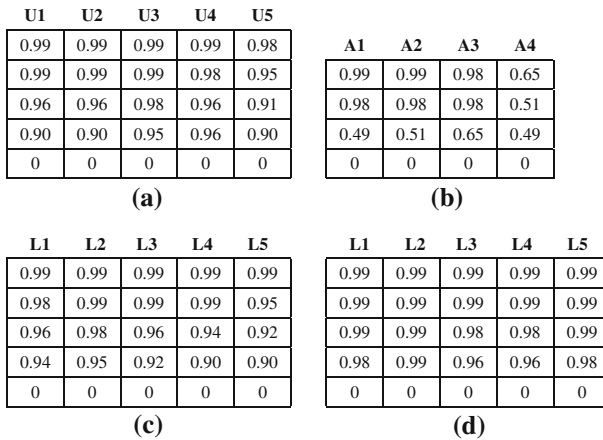 U1 U2 U3 U4 U5
0.99 0.99 0.99 0.99 0.98
0.99 0.99 0.99 0.98 0.95
0.96 0.96 0.98 0.96 0.91
0.90 0.90 0.95 0.96 0.90
0 0 0 0 0
(a)
A1 A2 A3 A4
0.99 0.99 0.98 0.65
0.98 0.98 0.98 0.51
0.49 0.51 0.65 0.49
0 0 0 0
(b)
L1 L2 L3 L4 L5
0.99 0.99 0.99 0.99 0.99
0.98 0.99 0.99 0.99 0.95
0.96 0.98 0.96 0.94 0.92
0.94 0.95 0.92 0.90 0.90
0 0 0 0 0
(c)
L1 L2 L3 L4 L5
0.99 0.99 0.99 0.99 0.99
0.99 0.99 0.99 0.99 0.99
0.99 0.99 0.98 0.98 0.99
0.98 0.99 0.96 0.96 0.98
0 0 0 0 0
(d)